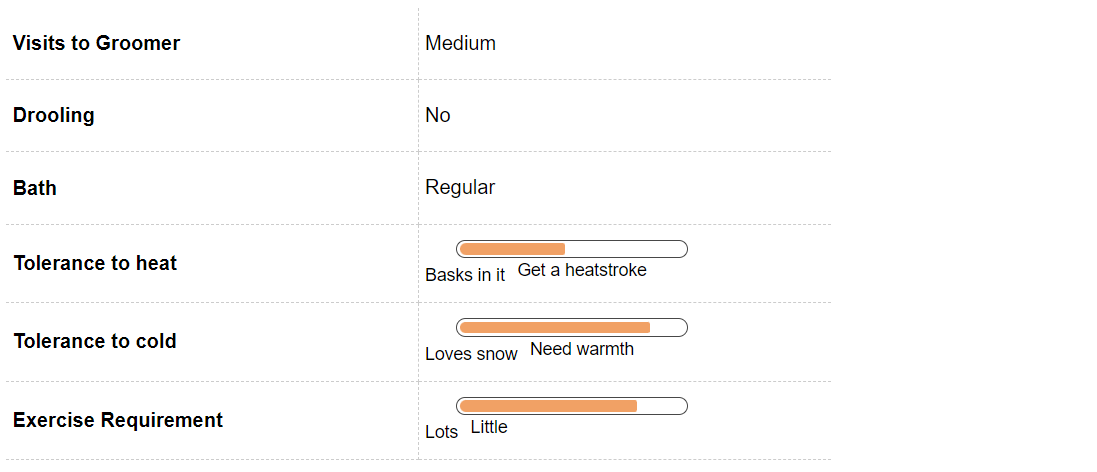 Visits to Groomer Medium
Drooling No
Bath Regular
Tolerance to heat Basks in it Get a heatstroke
Tolerance to cold Loves snow Need warmth
Exercise Requirement Lots Little